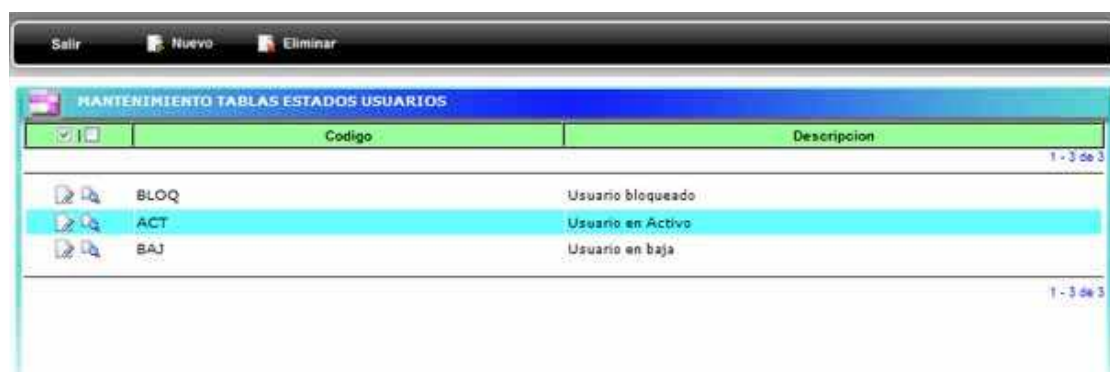 Salir Nuevo Eliminar
MANTENIMIENTO TABLAS ESTADOS USUARIOS
Codigo Descripcion
1 - 3 de 3
BLOQ Usuario bloqueado
ACT Usuario en Activo
BAJ Usuario en baja
1 - 3 de 3